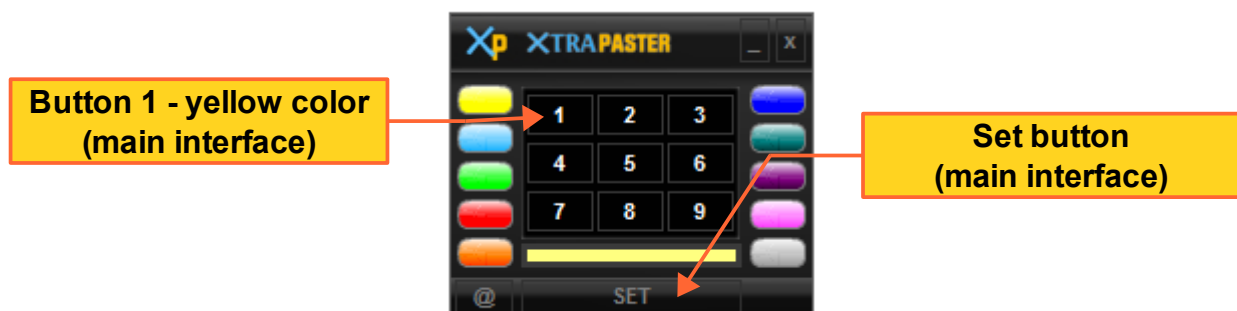 Xp XTRAPASTER _ x
Button 1 - yellow color
(main interface)
1 2 3
4 5 6
7 8 9
Set button
(main interface)
@ SET